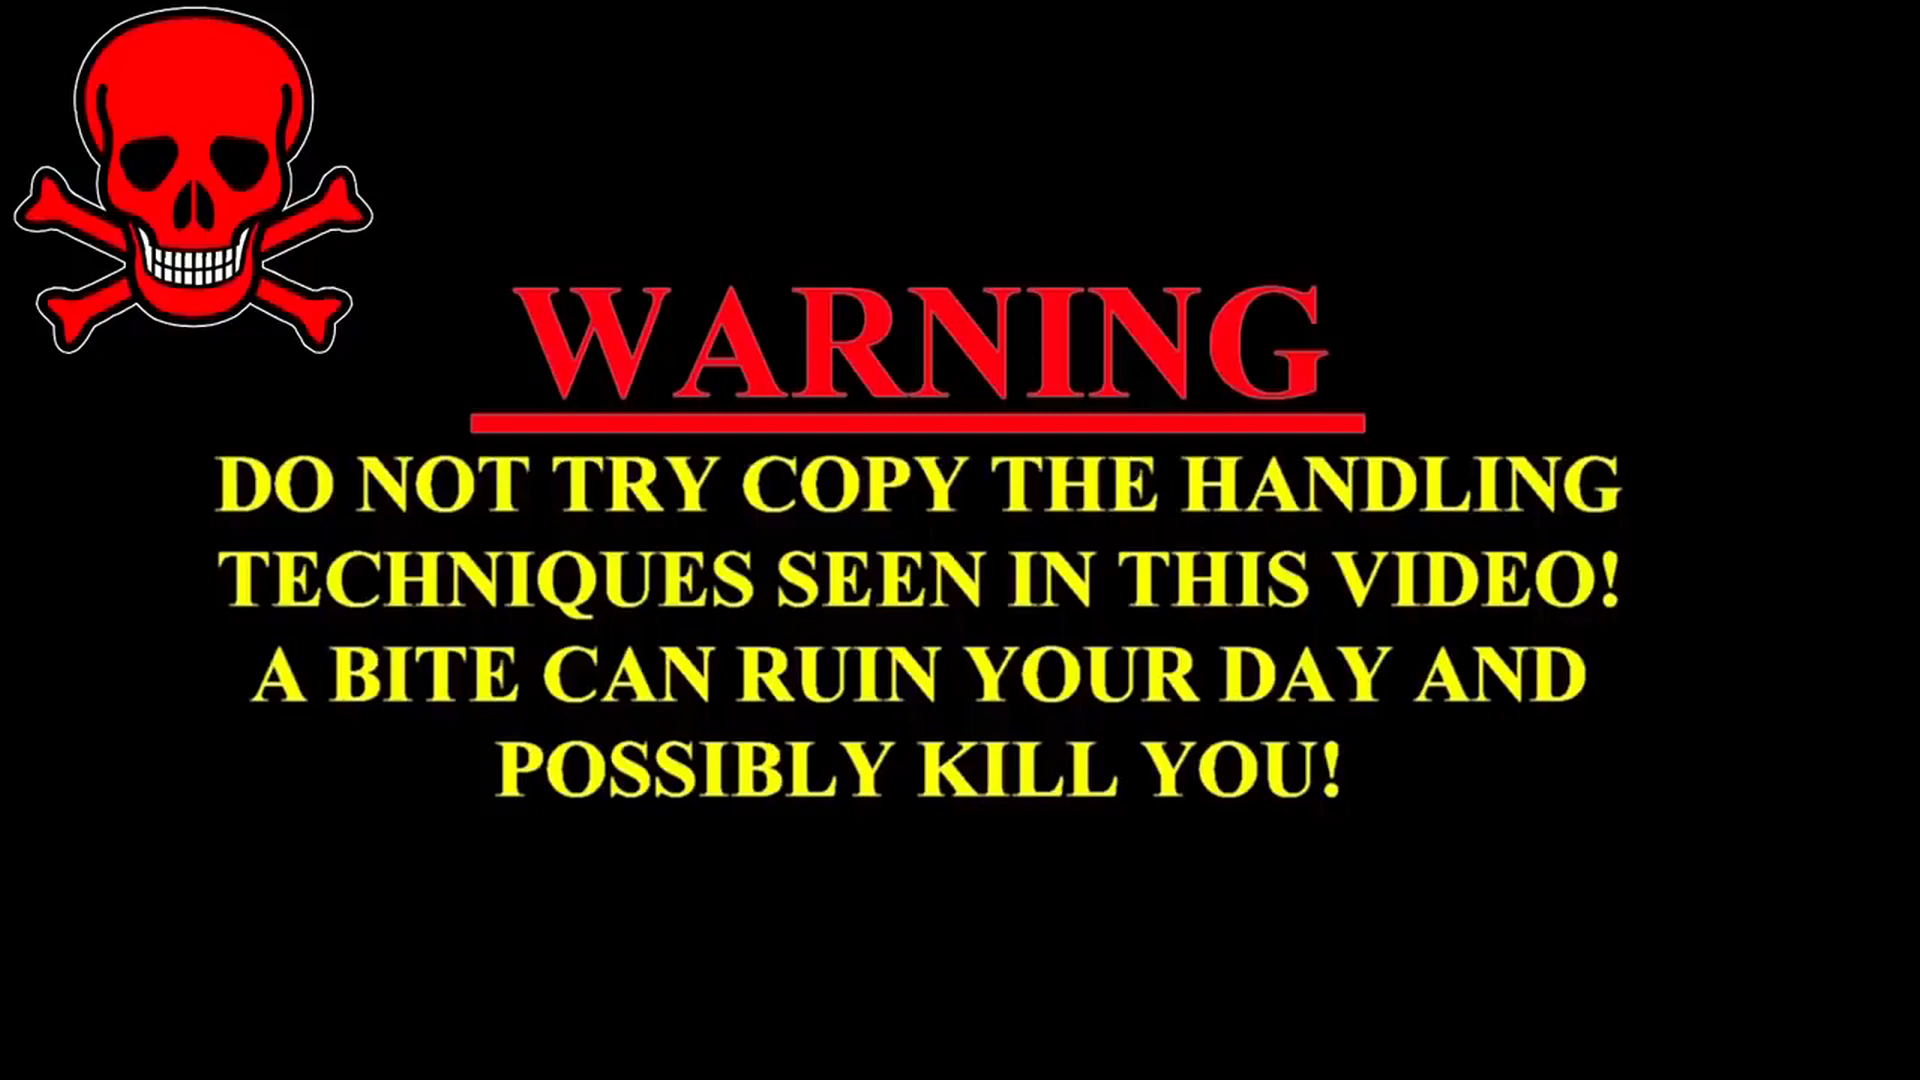 WARNING
DO NOT TRY COPY THE HANDLING
TECHNIQUES SEEN IN THIS VIDEO!
A BITE CAN RUIN YOUR DAY AND
POSSIBLY KILL YOU!